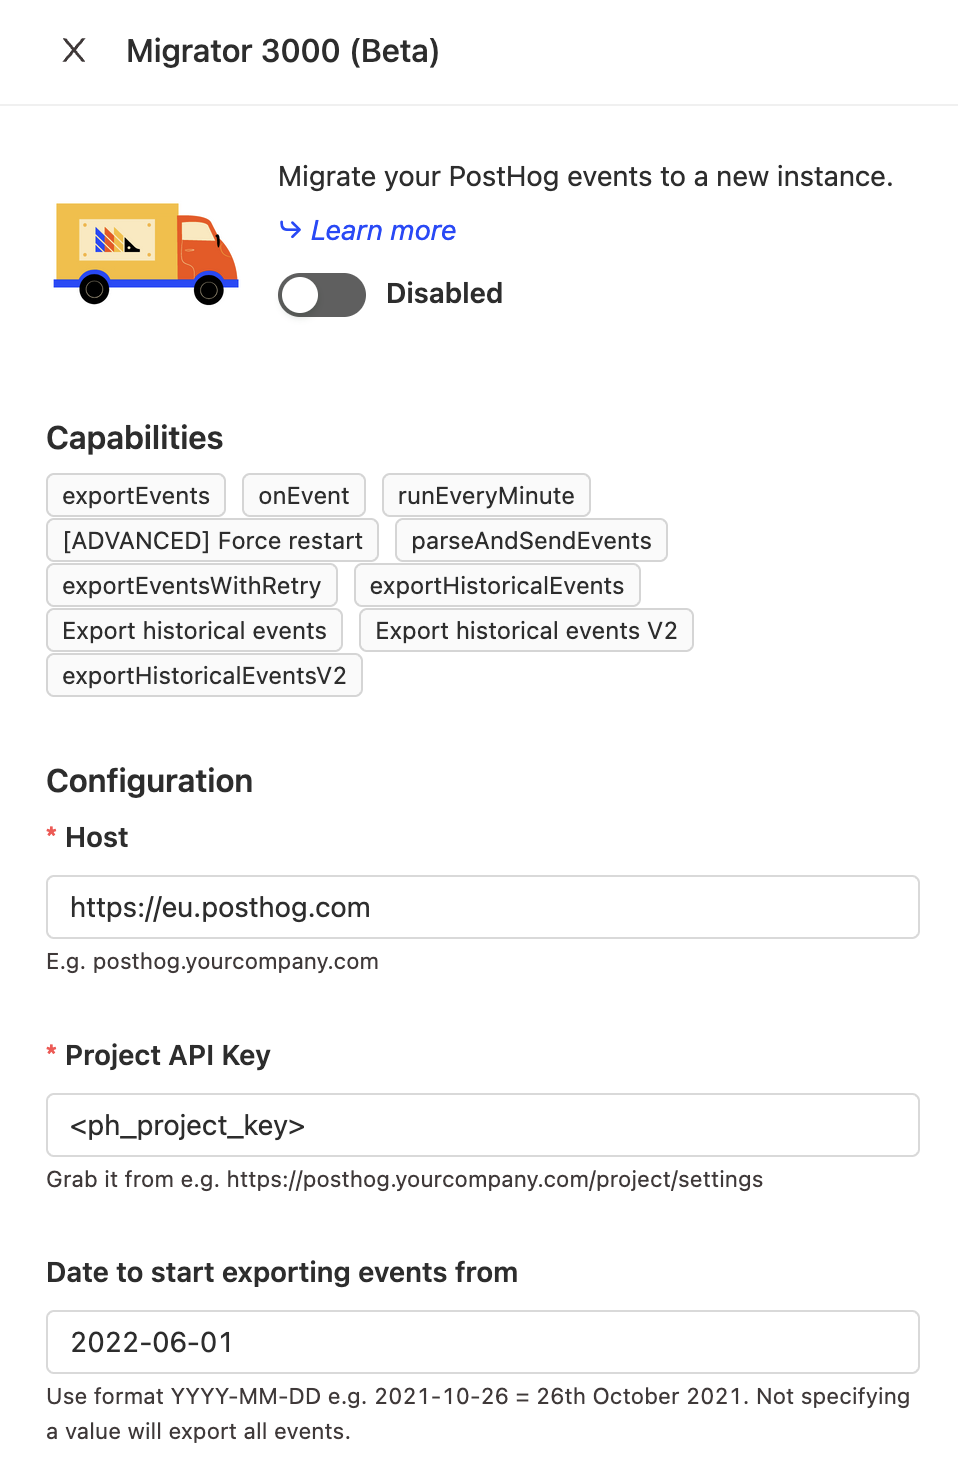 Migrator 3000 (Beta)
Migrate your PostHog events to a new instance.
Learn more
Disabled
Capabilities
exportEvents onEvent runEveryMinute
[ADVANCED] Force restart parseAndSendEvents
exportEventsWithRetry exportHistoricalEvents
Export historical events Export historical events V2
exportHistoricalEventsV2
Configuration
* Host
https://eu.posthog.com
E.g. posthog.yourcompany.com
* Project API Key
<ph_project_key>
Grab it from e.g. https://posthog.yourcompany.com/project/settings
Date to start exporting events from
2022-06-01
Use format YYYY-MM-DD e.g. 2021-10-26 = 26th October 2021. Not specifying
a value will export all events.